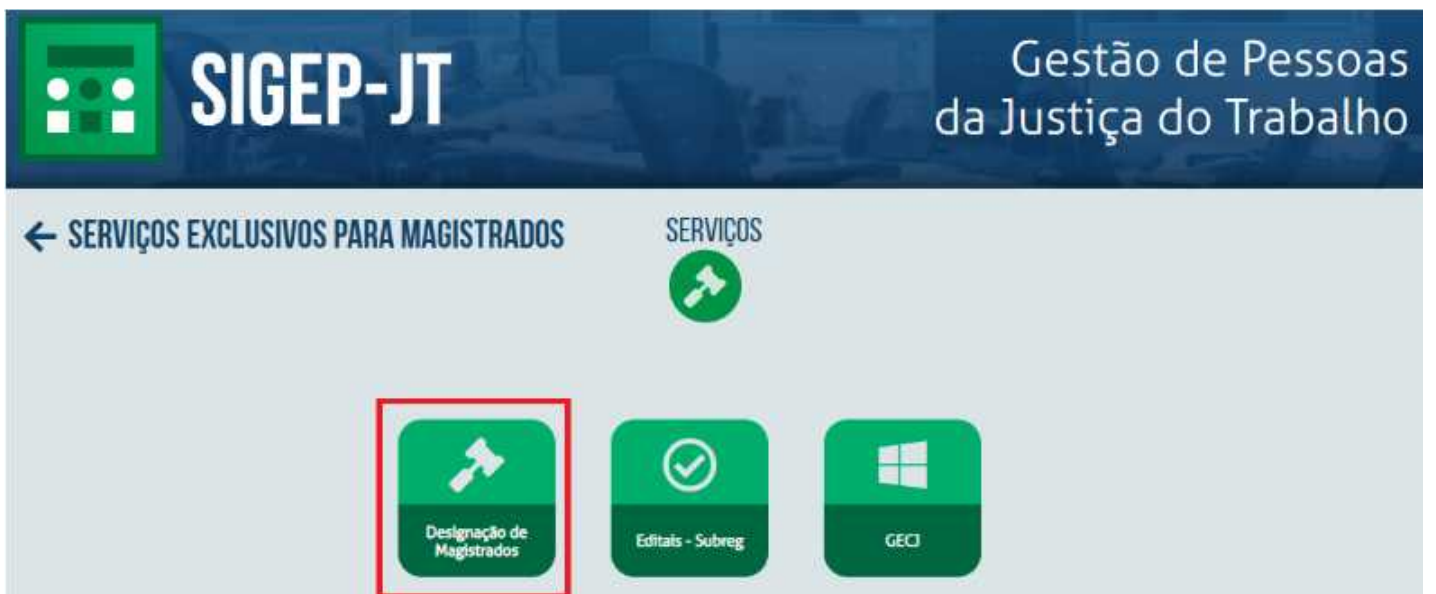 SIGEP-JT
Gestão de Pessoas
da Justiça do Trabalho
← SERVIÇOS EXCLUSIVOS PARA MAGISTRADOS
SERVIÇOS
Designação de
Magistrados
Editais - Subreg
GECJ